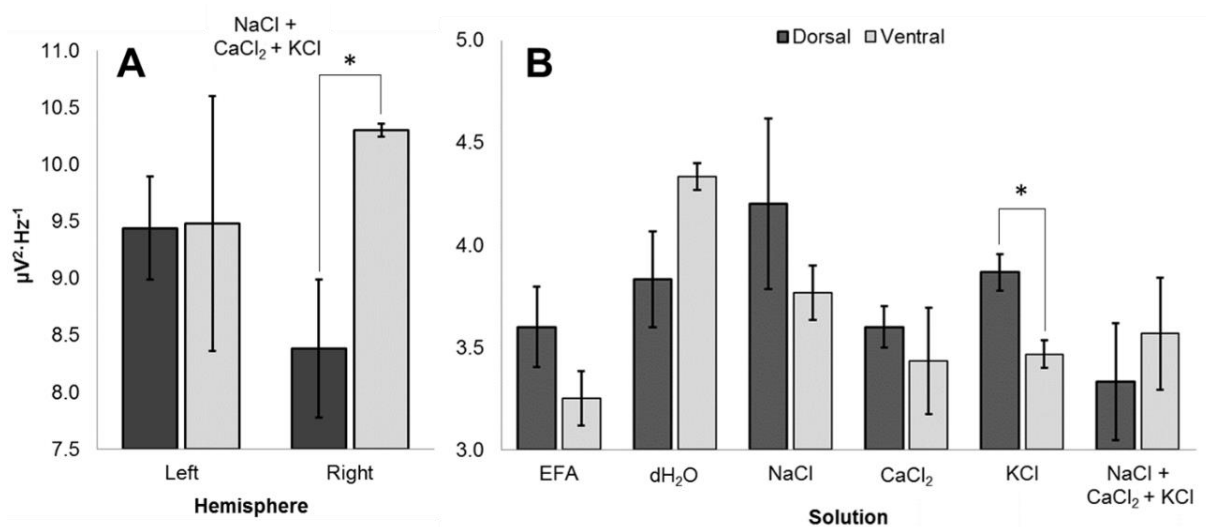 NaCl +
CaCl₂ + KCl
A
*
11.0
10.5
10.0
9.5
9.0
8.5
8.0
7.5
µV²·Hz⁻¹
Left Right
Hemisphere
Dorsal Ventral
B
*
5.0
4.5
4.0
3.5
3.0
EFA dH₂O NaCl CaCl₂ KCl NaCl +
CaCl₂ + KCl
Solution